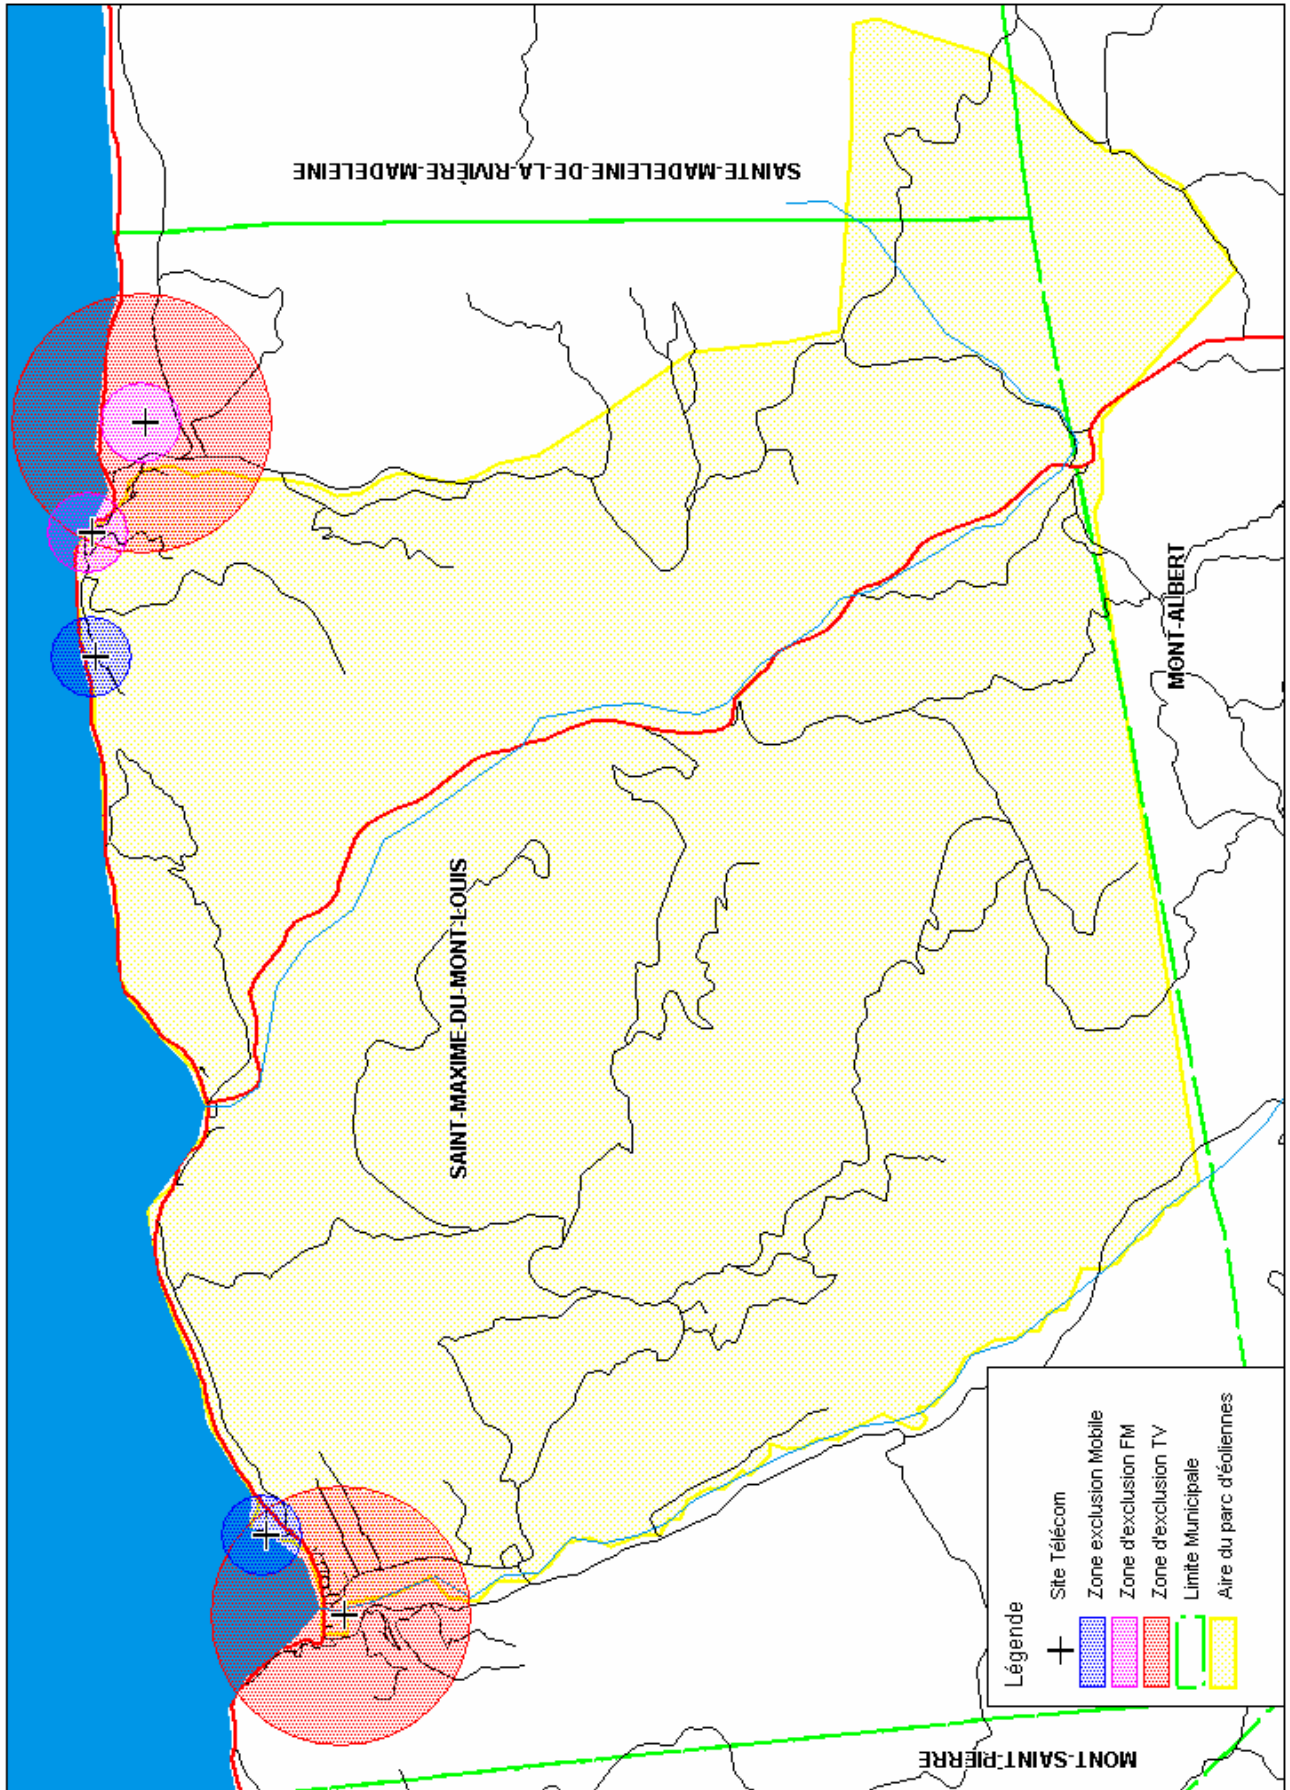 SAINTE-MADELEINE-DE-LA-RIVIÈRE-MADELEINE
SAINT-MAXIME-DU-MONT-LOUIS
MONT-ALBERT
MONT-SAINT-PIERRE
Légende
Site Télécom
Zone exclusion Mobile
Zone d'exclusion FM
Zone d'exclusion TV
Limite Municipale
Aire du parc d'éoliennes